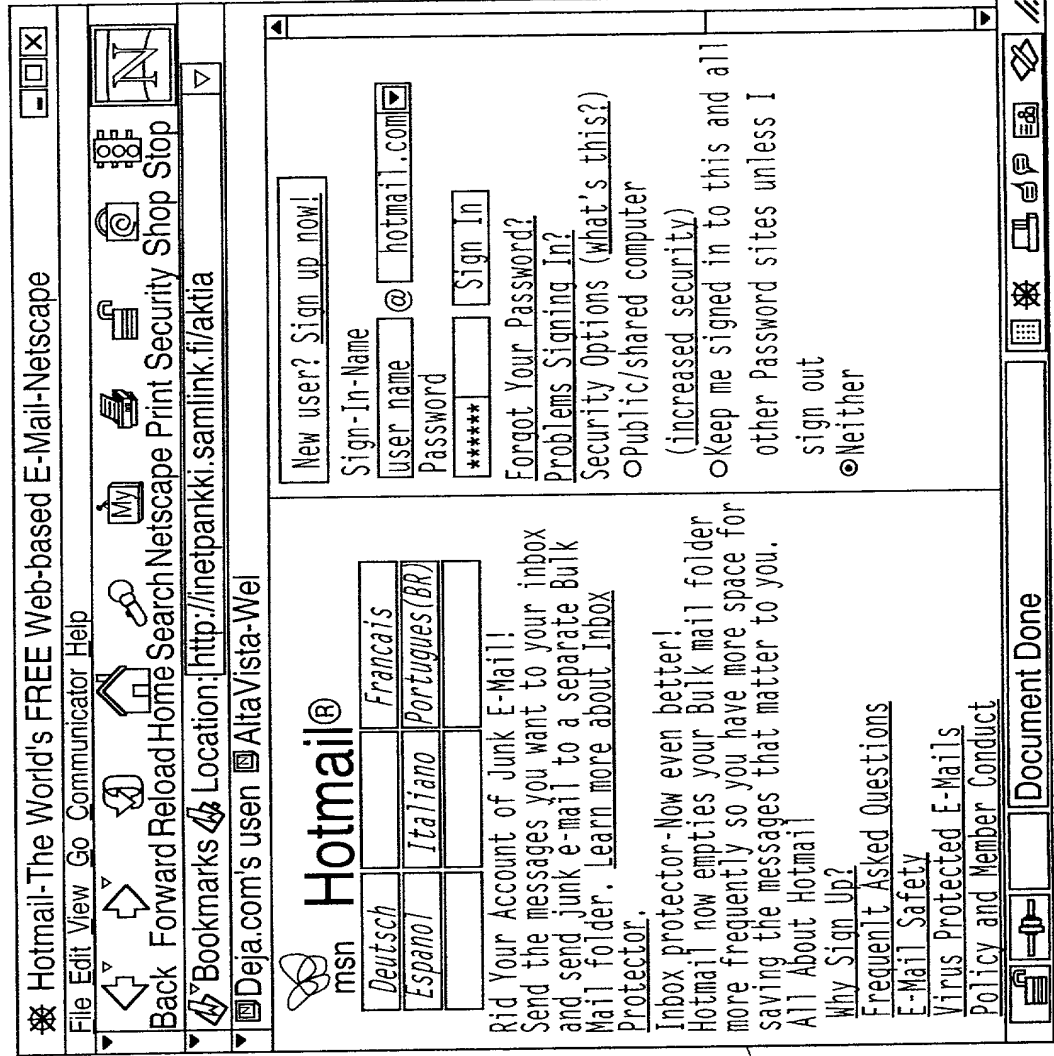 Hotmail-The World's FREE Web-based E-Mail-Netscape
File Edit View Go Communicator Help
My
N
Back Forward Reload Home Search Netscape Print Security Shop Stop
Bookmarks Location: http://inetpankki.samlink.fi/aktia
N Deja.com's usen N AltaVista-Wel
msn Hotmail®
Deutsch Francais
Espanol Italiano Portugues(BR)
Rid Your Account of Junk E-Mail!
Send the messages you want to your inbox
and send junk e-mail to a separate Bulk
Mail folder. Learn more about Inbox
Protector.
Inbox protector-Now even better!
Hotmail now empties your Bulk mail folder
more frequently so you have more space for
saving the messages that matter to you.
All About Hotmail
Why Sign Up?
Frequent Asked Questions
E-Mail Safety
Virus Protected E-Mails
Policy and Member Conduct
New user? Sign up now!
Sign-In-Name
user name @ hotmail.com
Password
******* Sign In
Forgot Your Password?
Problems Signing In?
Security Options (what's this?)
Public/shared computer
(increased security)
Keep me signed in to this and all
other Password sites unless I
sign out
Neither
Document Done